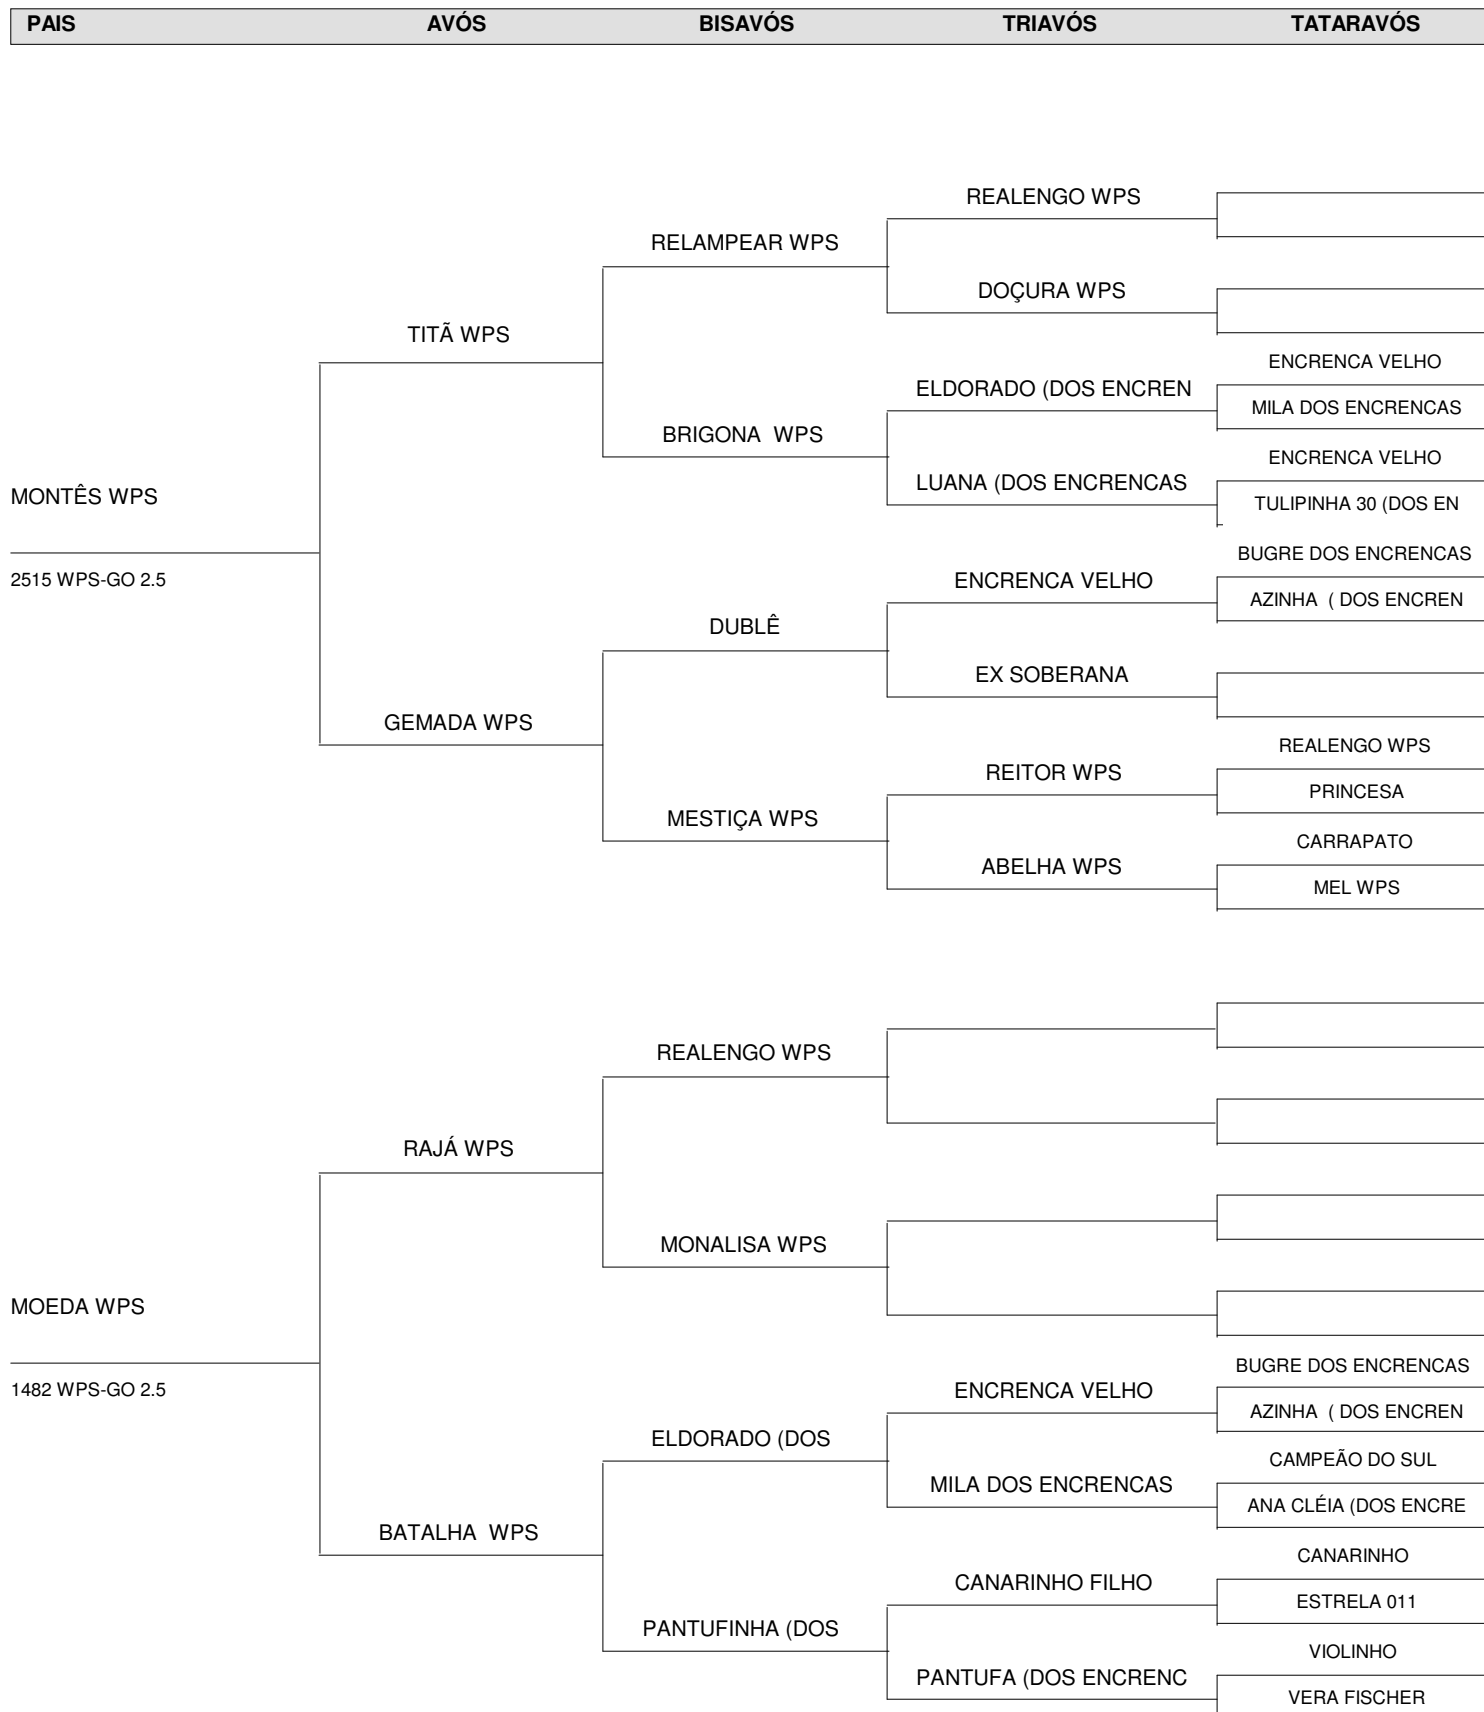 PAIS AVÓS BISAVÓS TRIAVÓS TATARAVÓS
REALENGO WPS
RELAMPEAR WPS
DOÇURA WPS
TITÃ WPS
ENCRENCA VELHO
ELDORADO (DOS ENCREN
MILA DOS ENCRENCAS
BRIGONA  WPS
ENCRENCA VELHO
LUANA (DOS ENCRENCAS
TULIPINHA 30 (DOS EN
MONTÊS WPS
2515 WPS-GO 2.5
BUGRE DOS ENCRENCAS
ENCRENCA VELHO
AZINHA  ( DOS ENCREN
DUBLÊ
EX SOBERANA
GEMADA WPS
REALENGO WPS
REITOR WPS
PRINCESA
MESTIÇA WPS
CARRAPATO
ABELHA WPS
MEL WPS
REALENGO WPS
RAJÁ WPS
MONALISA WPS
MOEDA WPS
1482 WPS-GO 2.5
BUGRE DOS ENCRENCAS
ENCRENCA VELHO
AZINHA  ( DOS ENCREN
ELDORADO (DOS
CAMPEÃO DO SUL
MILA DOS ENCRENCAS
ANA CLÉIA (DOS ENCRE
BATALHA  WPS
CANARINHO
CANARINHO FILHO
ESTRELA 011
PANTUFINHA (DOS
VIOLINHO
PANTUFA (DOS ENCRENC
VERA FISCHER